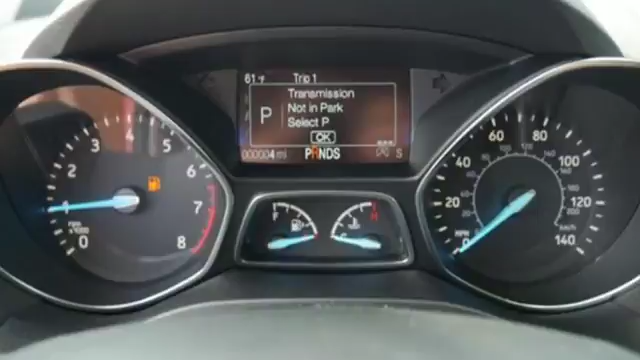 61°F Trip 1
Transmission
Not in Park
P
Select P
OK
000004 mi PRNDS S
0 1 2 3 4 5 6 7 8
x1000
F
H
C
MPH 0 20 40 60 80 100 120 140
km/h